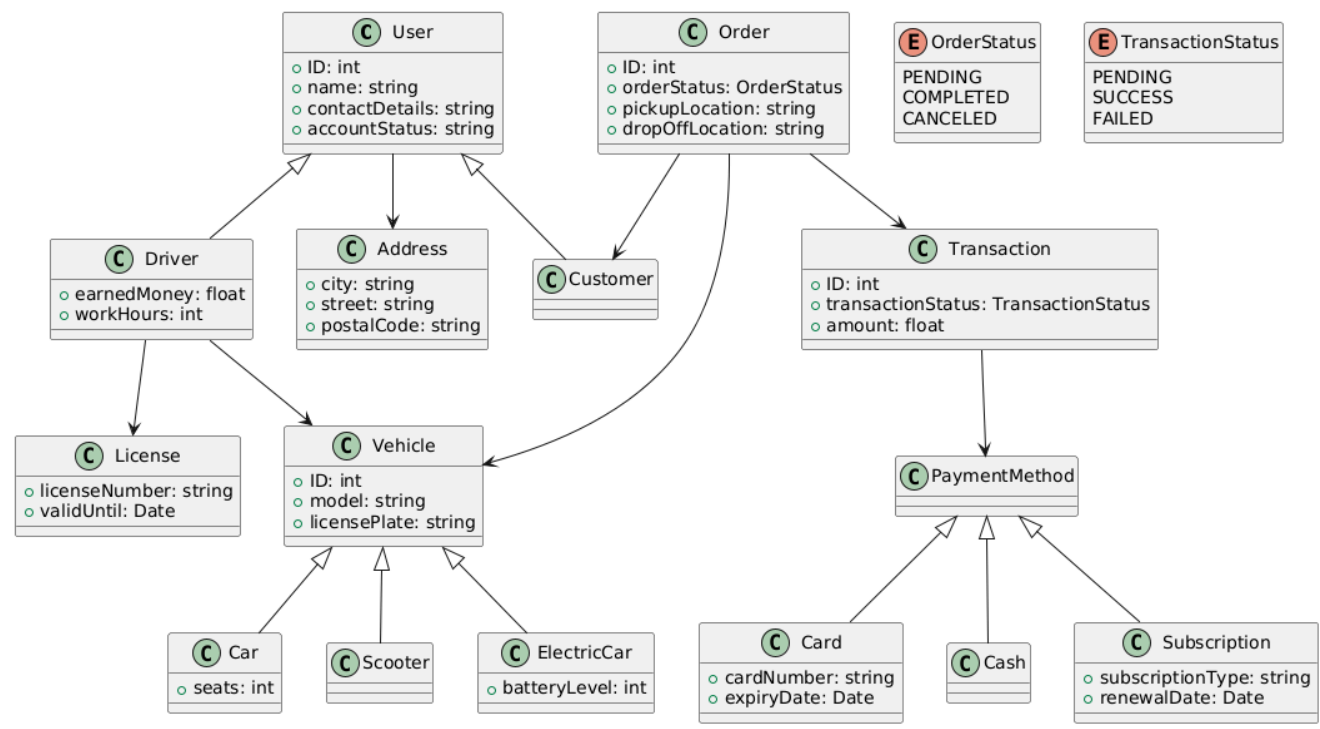 C User
+ ID: int
+ name: string
+ contactDetails: string
+ accountStatus: string
C Order
+ ID: int
+ orderStatus: OrderStatus
+ pickupLocation: string
+ dropOffLocation: string
E OrderStatus
PENDING
COMPLETED
CANCELED
E TransactionStatus
PENDING
SUCCESS
FAILED
C Driver
earnedMoney: float
workHours: int
C Address
city: string
street: string
postalCode: string
C Customer
C Transaction
ID: int
transactionStatus: TransactionStatus
amount: float
C License
licenseNumber: string
validUntil: Date
C Vehicle
ID: int
model: string
licensePlate: string
C PaymentMethod
C Car
seats: int
C Scooter
C ElectricCar
batteryLevel: int
C Card
cardNumber: string
expiryDate: Date
C Cash
C Subscription
subscriptionType: string
renewalDate: Date